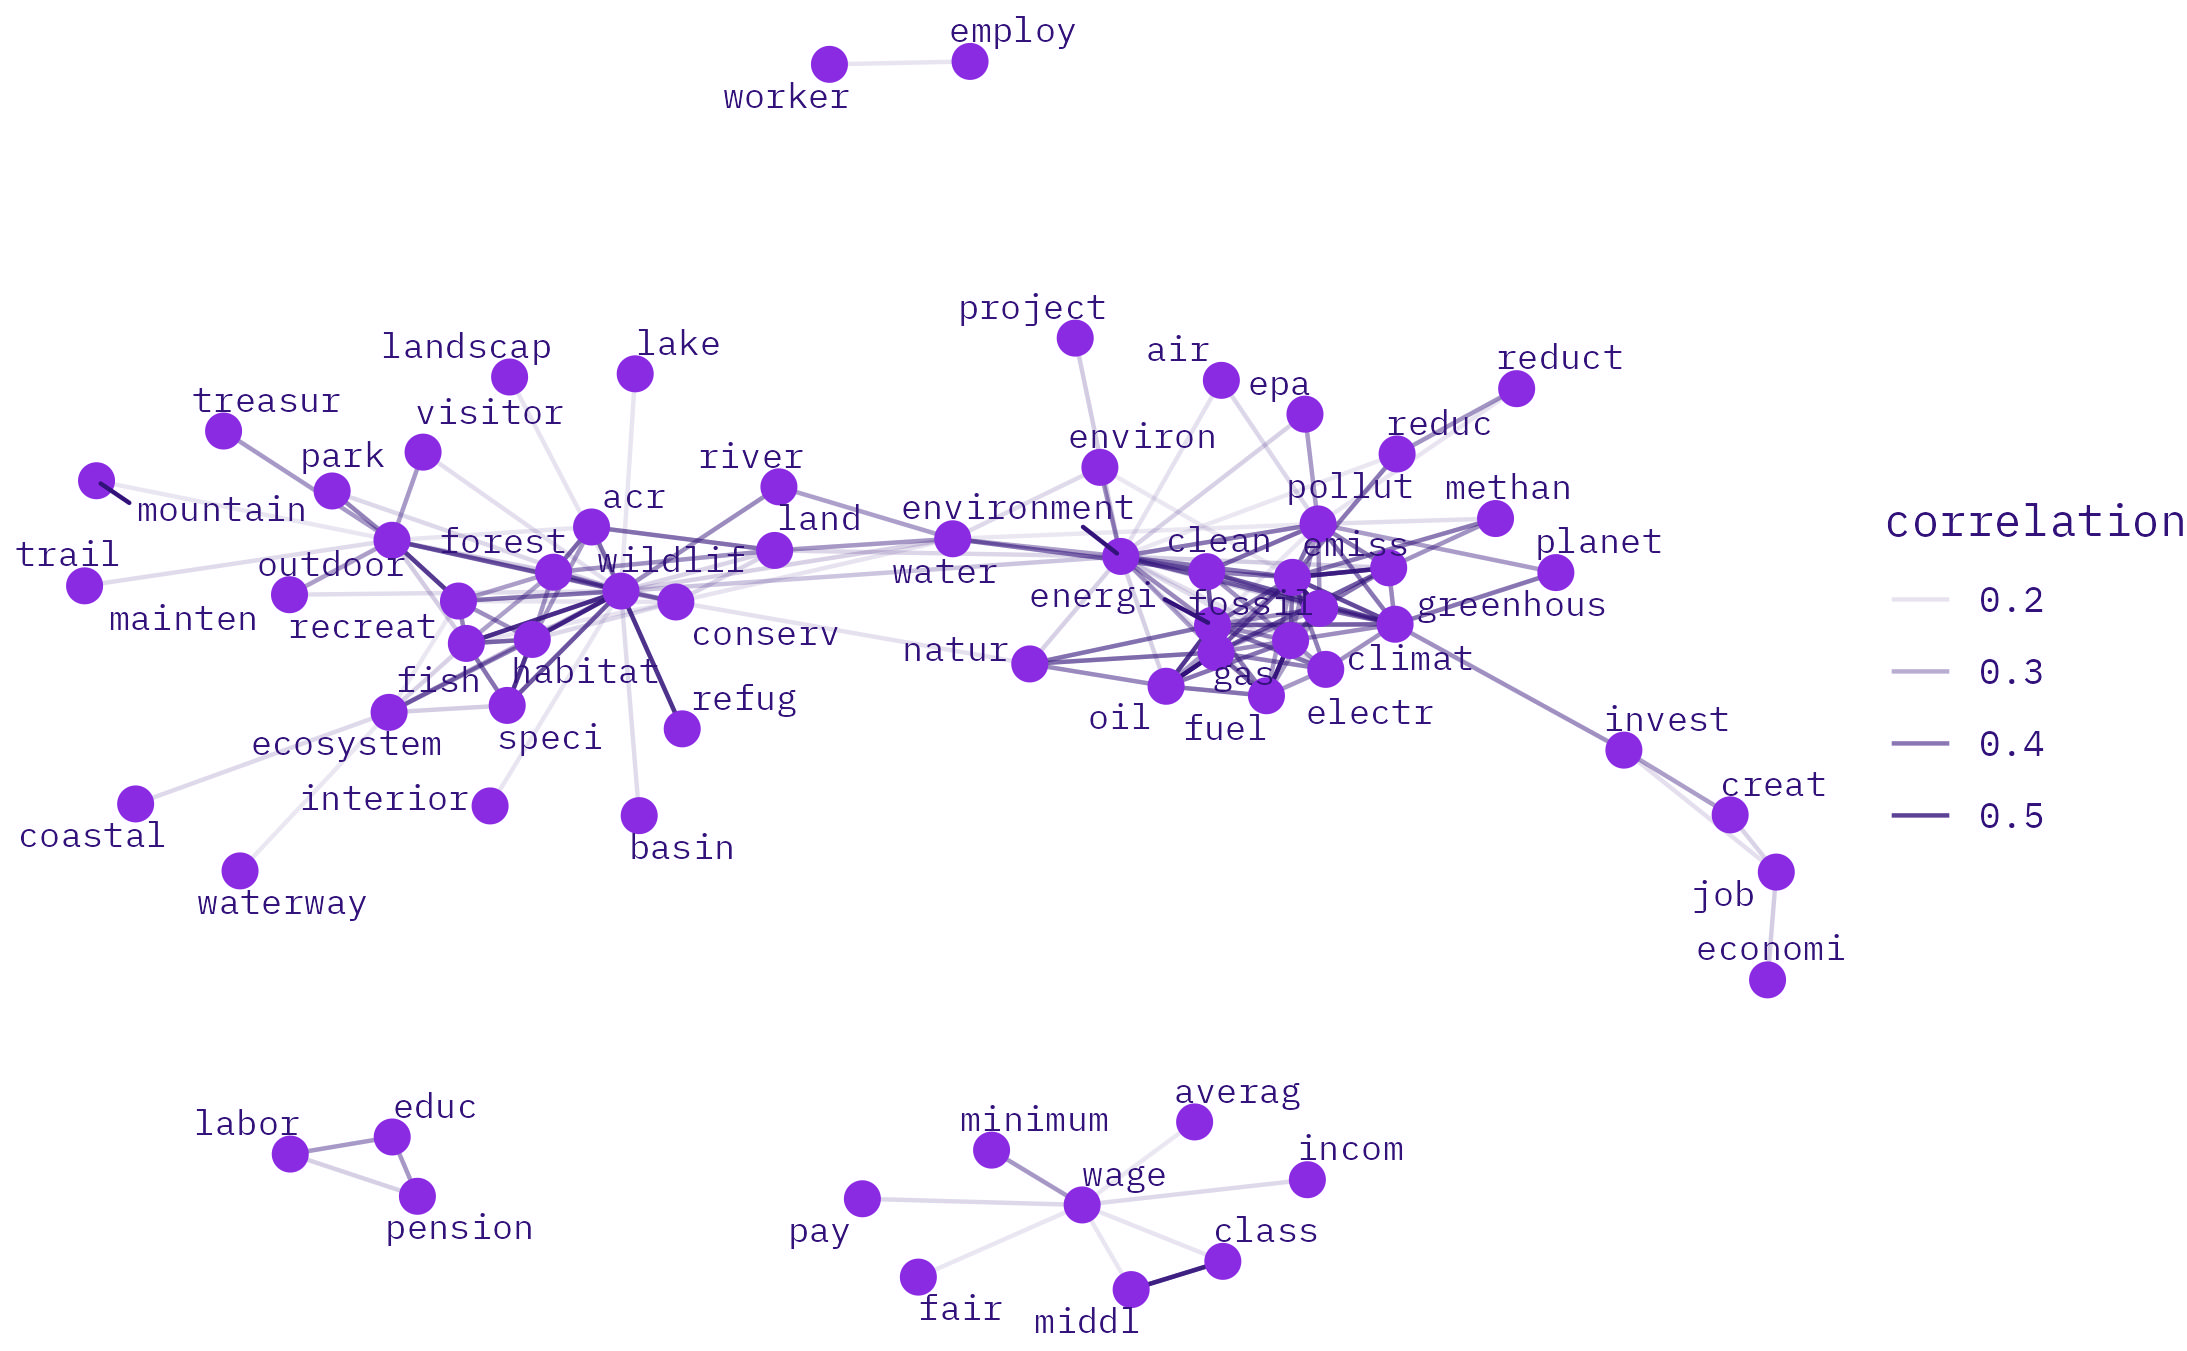 employ
worker
project
landscap
lake
air
reduct
treasur
visitor
epa
park
river
environ
reduc
mountain
acr
land
environment
pollut
methan
correlation
trail
outdoor
forest
wildlif
water
clean
emiss
planet
mainten
recreat
conserv
energi
fossil
greenhous
0.2
natur
climat
fish
habitat
gas
0.3
refug
oil
fuel
electr
invest
ecosystem
speci
0.4
interior
creat
coastal
basin
0.5
waterway
job
economi
labor
educ
minimum
averag
incom
wage
pension
pay
class
fair
middl